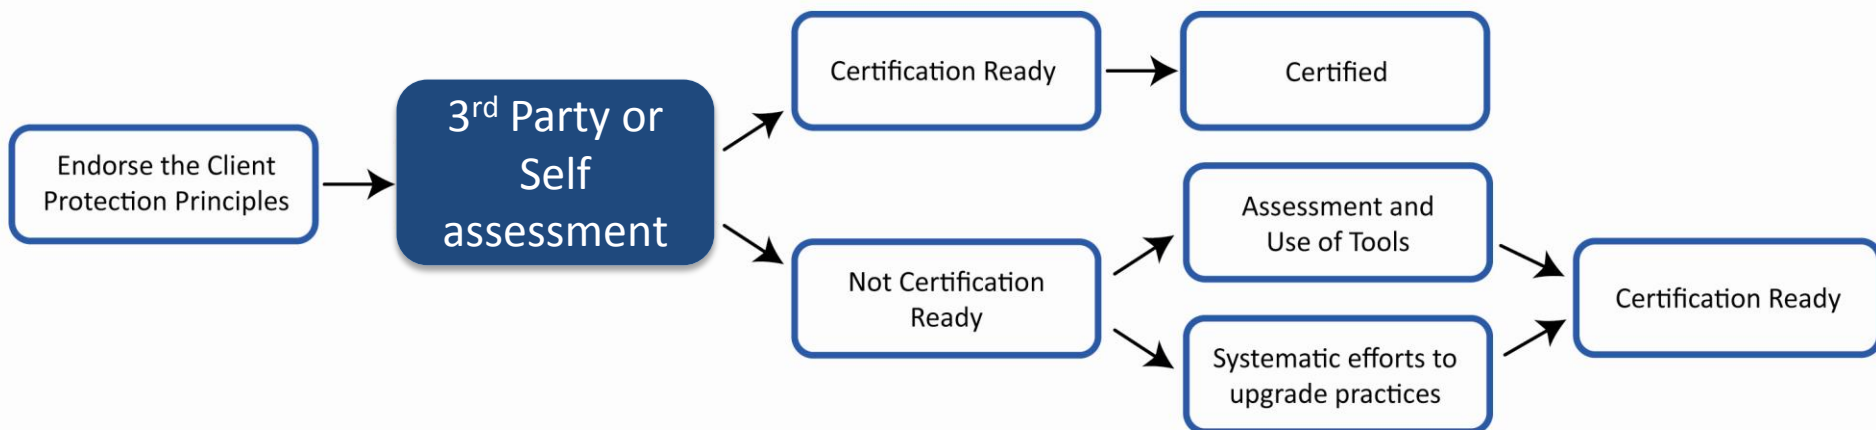 Endorse the Client
Protection Principles
3rd Party or
Self
assessment
Certification Ready
Certified
Not Certification
Ready
Assessment and
Use of Tools
Systematic efforts to
upgrade practices
Certification Ready